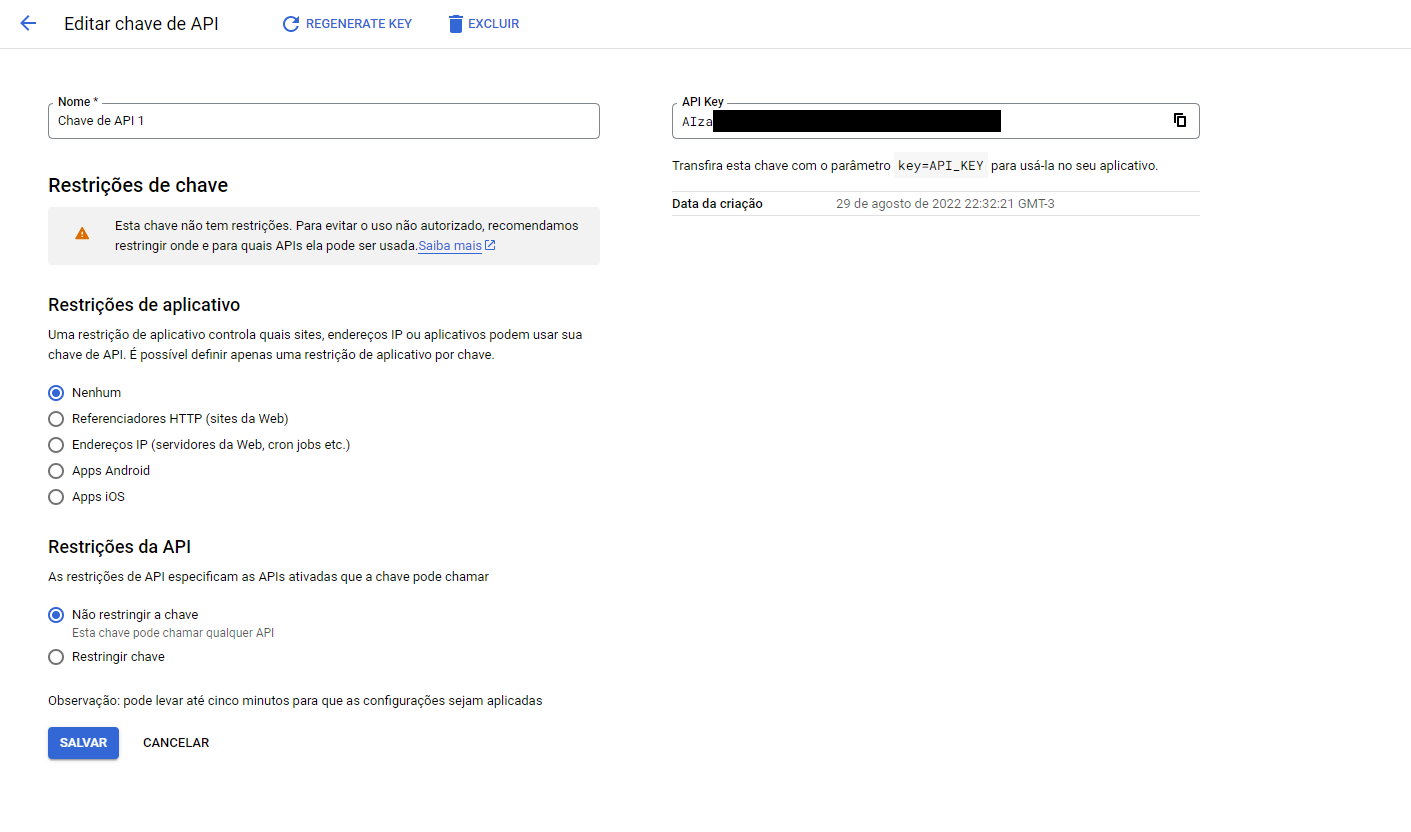 Editar chave de API
REGENERATE KEY
EXCLUIR
Nome *
Chave de API 1
Restrições de chave
Esta chave não tem restrições. Para evitar o uso não autorizado, recomendamos
restringir onde e para quais APIs ela pode ser usada.Saiba mais
Restrições de aplicativo
Uma restrição de aplicativo controla quais sites, endereços IP ou aplicativos podem usar sua
chave de API. É possível definir apenas uma restrição de aplicativo por chave.
Nenhum
Referenciadores HTTP (sites da Web)
Endereços IP (servidores da Web, cron jobs etc.)
Apps Android
Apps iOS
Restrições da API
As restrições de API especificam as APIs ativadas que a chave pode chamar
Não restringir a chave
Esta chave pode chamar qualquer API
Restringir chave
Observação: pode levar até cinco minutos para que as configurações sejam aplicadas
SALVAR
CANCELAR
API Key
AIza
Transfira esta chave com o parâmetro key=API_KEY para usá-la no seu aplicativo.
Data da criação 29 de agosto de 2022 22:32:21 GMT-3